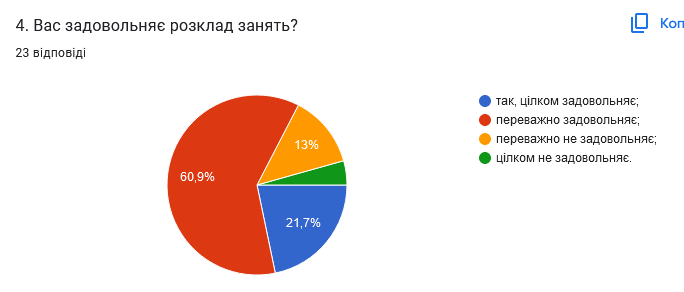 4. Вас задовольняє розклад занять?
Коп
23 відповіді
так, цілком задовольняє;
переважно задовольняє;
переважно не задовольняє;
цілком не задовольняє.
13%
60,9%
21,7%